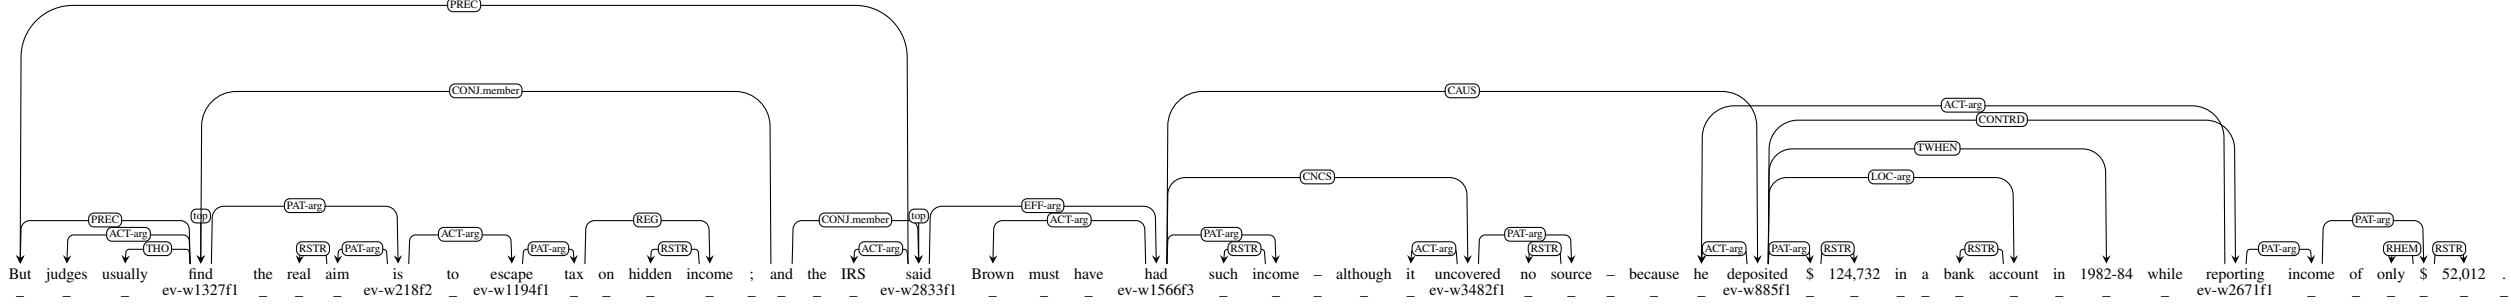 PREC
CONJ.member CAUS
ACT-arg
CONTRD
TWHEN
CNCS LOC-arg
PAT-arg EFF-arg
PREC top REG CONJ.member top ACT-arg PAT-arg
ACT-arg ACT-arg PAT-arg PAT-arg
THO RSTR PAT-arg PAT-arg RSTR ACT-arg RSTR ACT-arg RSTR ACT-arg PAT-arg RSTR RSTR PAT-arg RHEM RSTR
But judges usually find the real aim is to escape tax on hidden income ; and the IRS said Brown must have had such income – although it uncovered no source – because he deposited $ 124,732 in a bank account in 1982-84 while reporting income of only $ 52,012 .
_ _ _ ev-w1327f1 _ _ _ ev-w218f2 _ ev-w1194f1 _ _ _ _ _ _ _ _ ev-w2833f1 _ _ _ ev-w1566f3 _ _ _ _ _ ev-w3482f1 _ _ _ _ _ ev-w885f1 _ _ _ _ _ _ _ _ _ ev-w2671f1 _ _ _ _ _ _